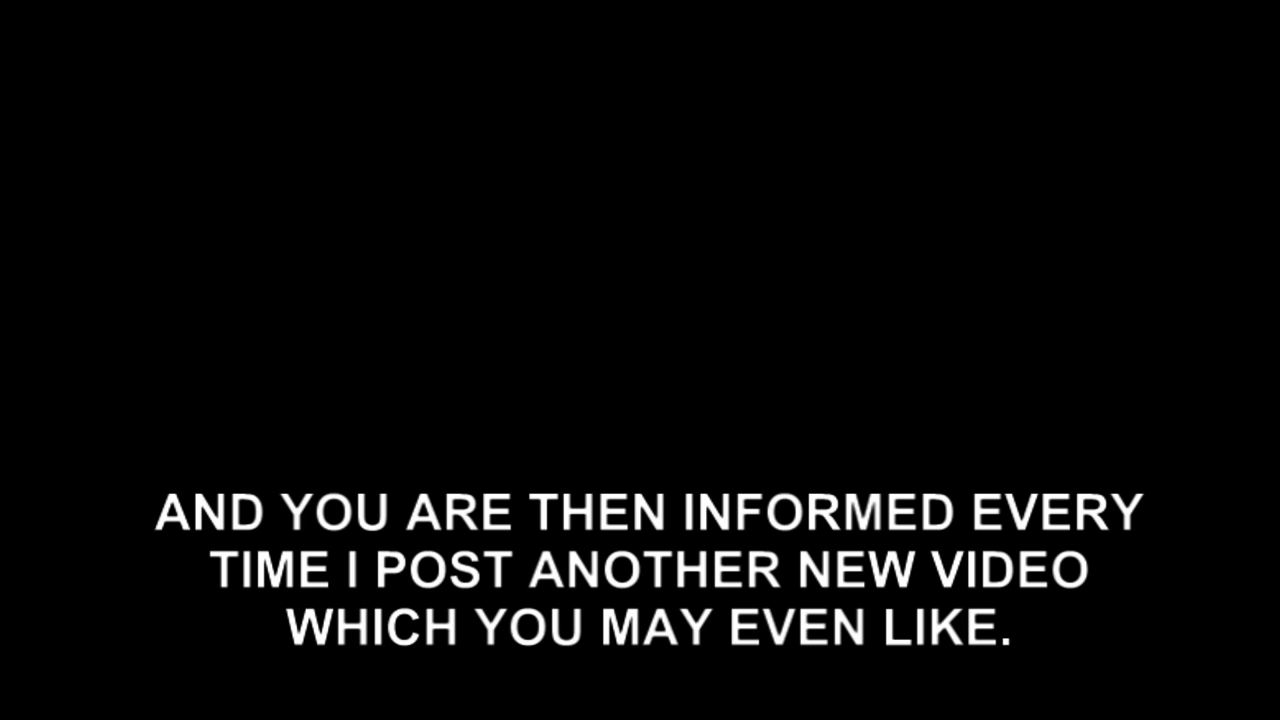 AND YOU ARE THEN INFORMED EVERY
TIME I POST ANOTHER NEW VIDEO
WHICH YOU MAY EVEN LIKE.